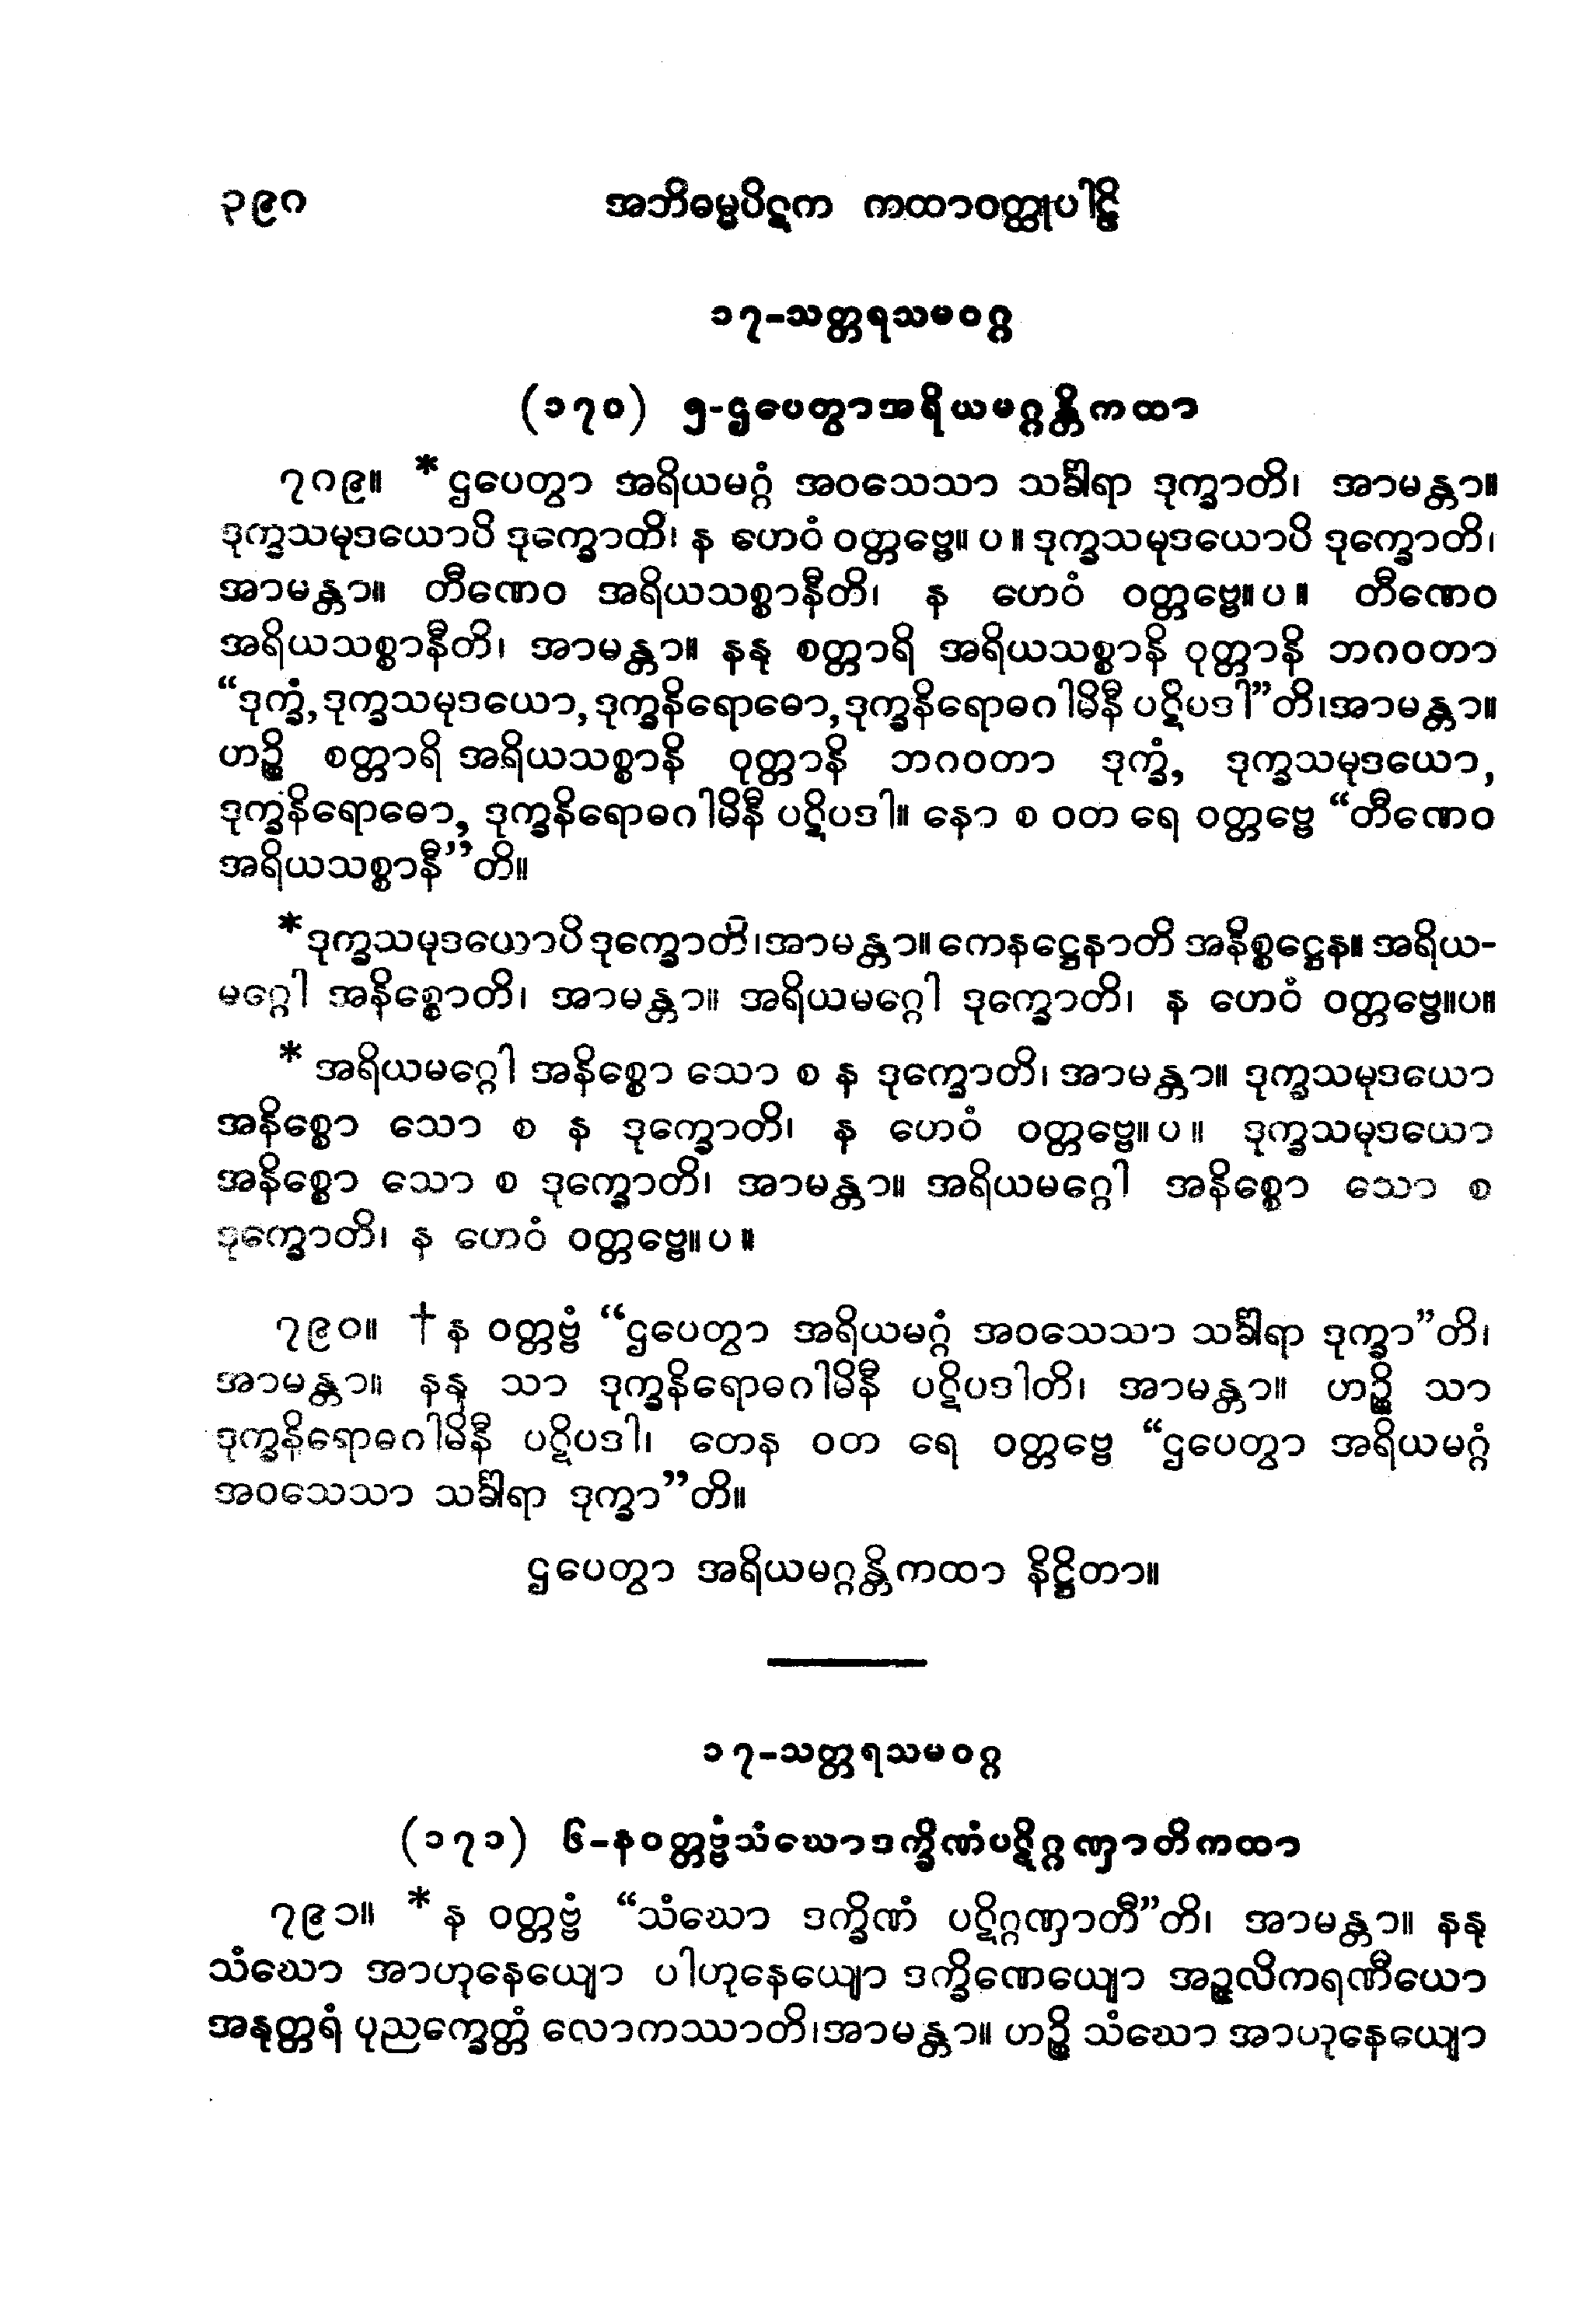 ၃၉၈ အဘိဓမ္မပိဋက ကထာဝတ္ထုပါဠိ
၁၇-သတ္တရသမဝဂ္ဂ
(၁၇၀) ၅-ဌပေတွာအရိယမဂ္ဂန္တိကထာ
၇၈၉။ *ဌပေတွာ အရိယမဂ္ဂံ အဝသေသာ သင်္ခါရာ ဒုက္ခာတိ၊ အာမန္တာ။
ဒုက္ခသမုဒယောပိ ဒုက္ခောတိ၊ န ဟေဝံ ဝတ္တဗ္ဗေ။ ပ ။ ဒုက္ခသမုဒယောပိ ဒုက္ခောတိ၊
အာမန္တာ။ တီဏေဝ အရိယသစ္စာနီတိ၊ န ဟေဝံ ဝတ္တဗ္ဗေ။ ပ ။ တီဏေဝ
အရိယသစ္စာနီတိ၊ အာမန္တာ။ နနု စတ္တာရိ အရိယသစ္စာနိ ဝုတ္တာနိ ဘဂဝတာ
“ဒုက္ခံ, ဒုက္ခသမုဒယော, ဒုက္ခနိရောဓော, ဒုက္ခနိရောဓဂါမိနီ ပဋိပဒါ”တိ၊အာမန္တာ။
ဟဉ္စိ စတ္တာရိ အရိယသစ္စာနိ ဝုတ္တာနိ ဘဂဝတာ ဒုက္ခံ, ဒုက္ခသမုဒယော,
ဒုက္ခနိရောဓော, ဒုက္ခနိရောဓဂါမိနီ ပဋိပဒါ။ နော စ ဝတ ရေ ဝတ္တဗ္ဗေ “တီဏေဝ
အရိယသစ္စာနီ”တိ။
*ဒုက္ခသမုဒယောပိ ဒုက္ခောတိ၊အာမန္တာ။ ကေနဋ္ဌေနာတိ အနိစ္စဋ္ဌေန။ အရိယ-
မဂ္ဂေါ အနိစ္စောတိ၊ အာမန္တာ။ အရိယမဂ္ဂေါ ဒုက္ခောတိ၊ န ဟေဝံ ဝတ္တဗ္ဗေ။ပ။
* အရိယမဂ္ဂေါ အနိစ္စော သော စ န ဒုက္ခောတိ၊ အာမန္တာ။ ဒုက္ခသမုဒယော
အနိစ္စော သော စ န ဒုက္ခောတိ၊ န ဟေဝံ ဝတ္တဗ္ဗေ။ ပ ။ ဒုက္ခသမုဒယော
အနိစ္စော သော စ ဒုက္ခောတိ၊ အာမန္တာ။ အရိယမဂ္ဂေါ အနိစ္စော သော စ
ဒုက္ခောတိ၊ န ဟေဝံ ဝတ္တဗ္ဗေ။ ပ ။
၇၉၀။ † န ဝတ္တဗ္ဗံ “ဌပေတွာ အရိယမဂ္ဂံ အဝသေသာ သင်္ခါရာ ဒုက္ခာ”တိ၊
အာမန္တာ။ နနု သာ ဒုက္ခနိရောဓဂါမိနီ ပဋိပဒါတိ၊ အာမန္တာ။ ဟဉ္စိ သာ
ဒုက္ခနိရောဓဂါမိနီ ပဋိပဒါ၊ တေန ဝတ ရေ ဝတ္တဗ္ဗေ “ဌပေတွာ အရိယမဂ္ဂံ
အဝသေသာ သင်္ခါရာ ဒုက္ခာ”တိ။
ဌပေတွာ အရိယမဂ္ဂန္တိကထာ နိဋ္ဌိတာ။
၁၇-သတ္တရသမဝဂ္ဂ
(၁၇၁) ၆-နဝတ္တဗ္ဗံသံဃောဒက္ခိဏံပဋိဂ္ဂဏှာတိကထာ
၇၉၁။ * န ဝတ္တဗ္ဗံ “သံဃော ဒက္ခိဏံ ပဋိဂ္ဂဏှာတီ”တိ၊ အာမန္တာ။ နနု
သံဃော အာဟုနေယျော ပါဟုနေယျော ဒက္ခိဏေယျော အဉ္ဇလိကရဏီယော
အနုတ္တရံ ပုညက္ခေတ္တံ လောကဿာတိ၊အာမန္တာ။ ဟဉ္စိ သံဃော အာဟုနေယျော